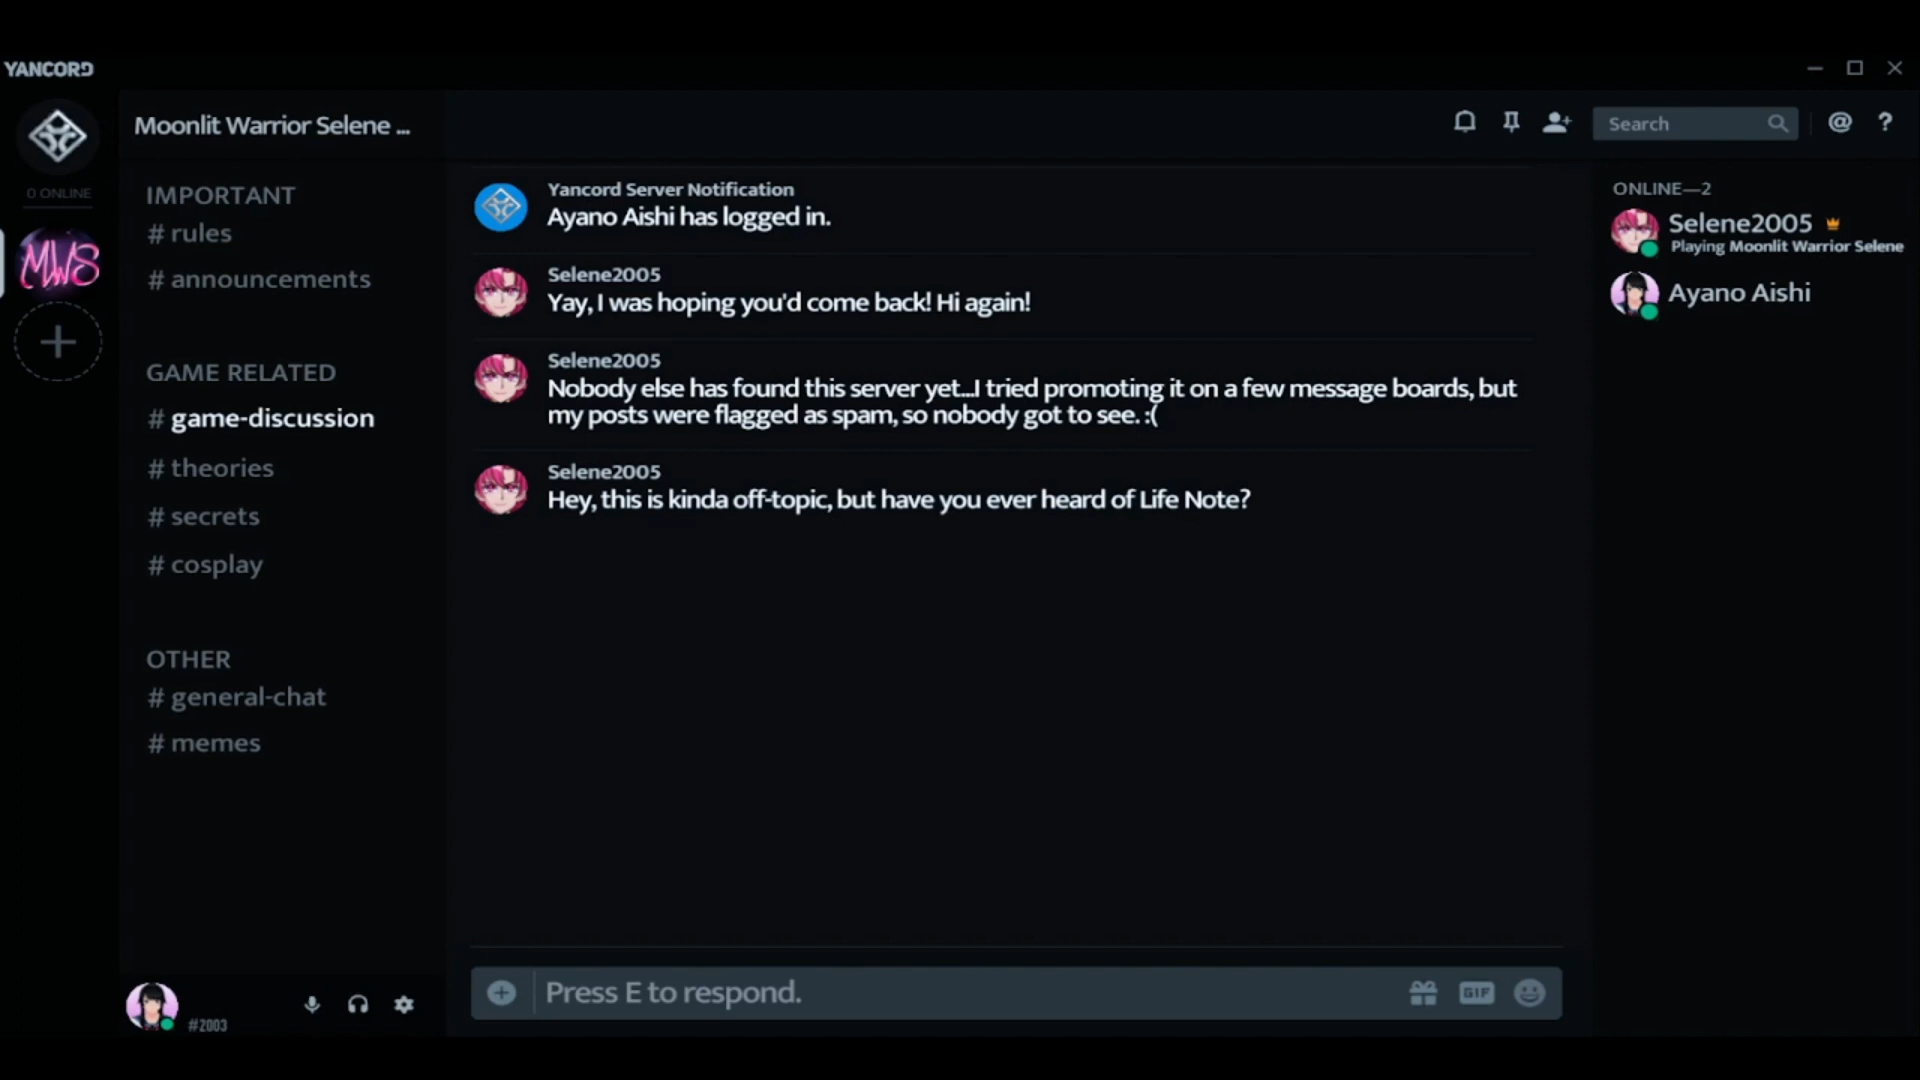 YANCORD
Moonlit Warrior Selene ...
Search
@
?
0 ONLINE
MWS
IMPORTANT
# rules
# announcements
GAME RELATED
# game-discussion
# theories
# secrets
# cosplay
OTHER
# general-chat
# memes
#2003
Yancord Server Notification
Ayano Aishi has logged in.
Selene2005
Yay, I was hoping you'd come back! Hi again!
Selene2005
Nobody else has found this server yet...I tried promoting it on a few message boards, but
my posts were flagged as spam, so nobody got to see. :(
Selene2005
Hey, this is kinda off-topic, but have you ever heard of Life Note?
Press E to respond.
GIF
ONLINE—2
Selene2005
Playing Moonlit Warrior Selene
Ayano Aishi